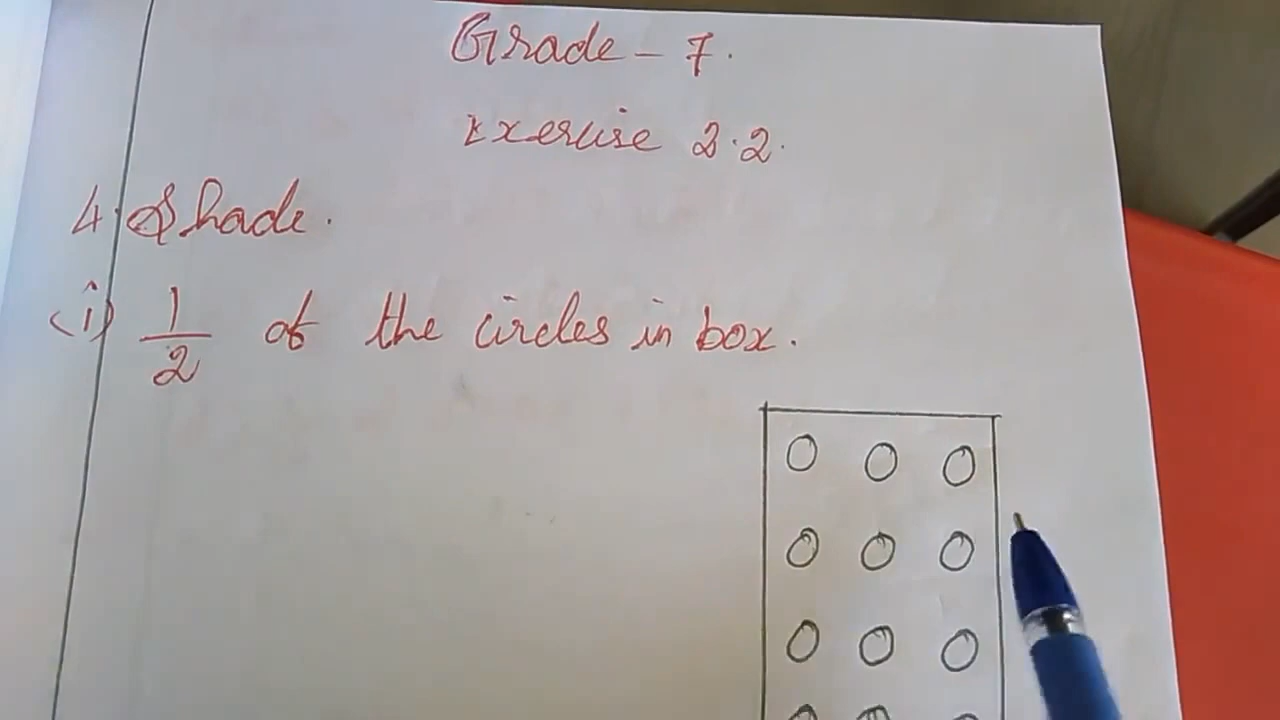 Grade - 7.
Exercise 2.2.
4. Shade.
(i) 1/2 of the circles in box.